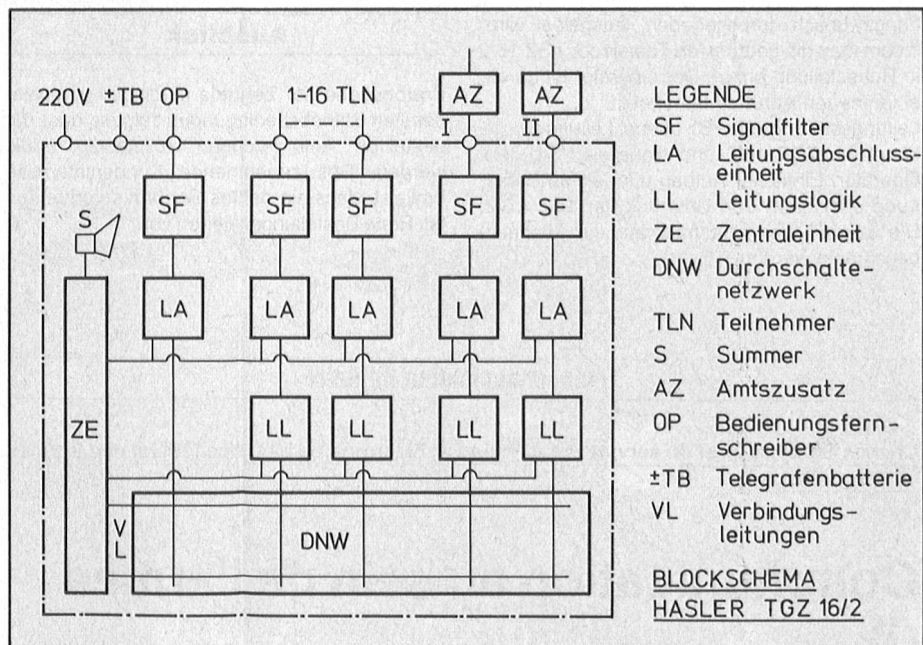 220V ±TB OP 1-16 TLN AZ AZ
I II
S SF SF SF SF SF
LA LA LA LA LA
ZE LL LL LL LL
VL DNW
LEGENDE
SF Signalfilter
LA Leitungsabschluss-
einheit
LL Leitungslogik
ZE Zentraleinheit
DNW Durchschalte-
netzwerk
TLN Teilnehmer
S Summer
AZ Amtszusatz
OP Bedienungsfern-
schreiber
±TB Telegrafenbatterie
VL Verbindungs-
leitungen
BLOCKSCHEMA
HASLER TGZ 16/2